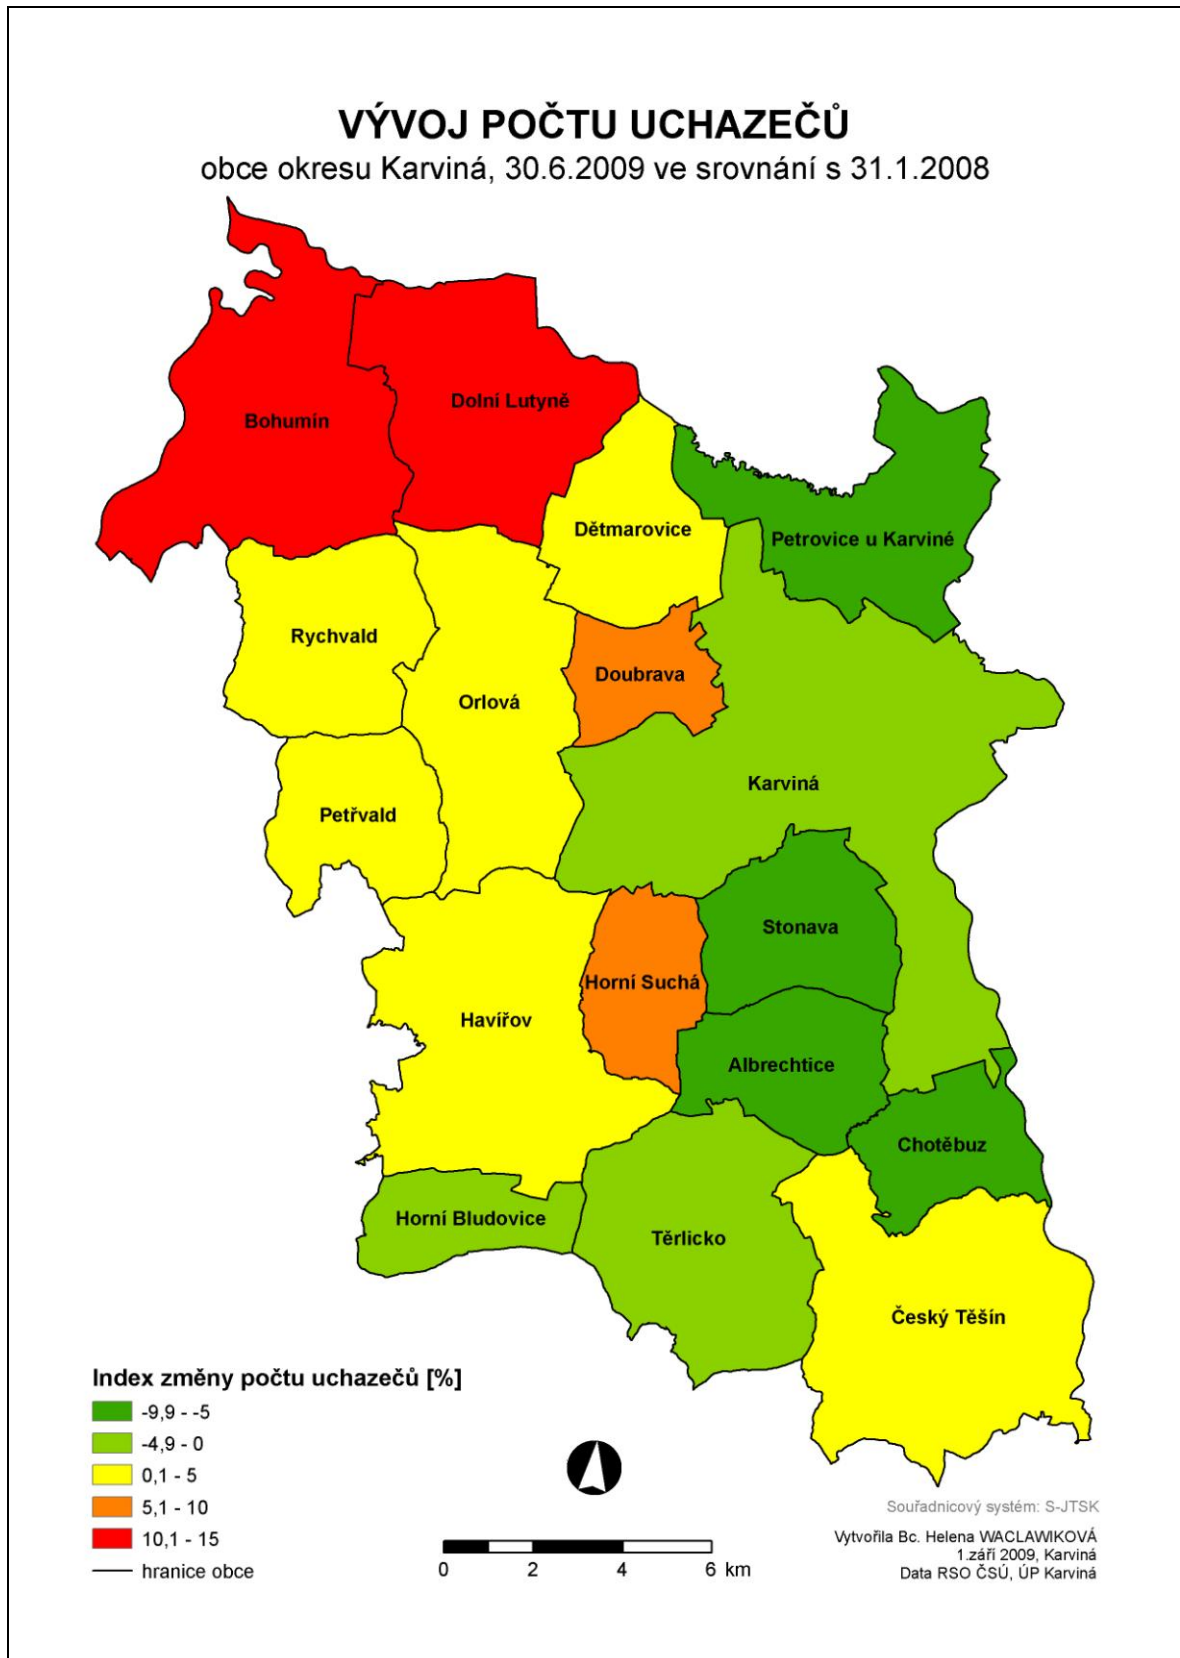 VÝVOJ POČTU UCHAZEČŮ
obce okresu Karviná, 30.6.2009 ve srovnání s 31.1.2008
Bohumín
Dolní Lutyně
Dětmarovice
Petrovice u Karviné
Rychvald
Doubrava
Orlová
Karviná
Petřvald
Stonava
Horní Suchá
Havířov
Albrechtice
Chotěbuz
Horní Bludovice
Těrlicko
Český Těšín
Index změny počtu uchazečů [%]
-9,9 - -5
-4,9 - 0
0,1 - 5
5,1 - 10
10,1 - 15
hranice obce
0 2 4 6 km
Souřadnicový systém: S-JTSK
Vytvořila Bc. Helena WACLAWIKOVÁ
1.září 2009, Karviná
Data RSO ČSÚ, ÚP Karviná